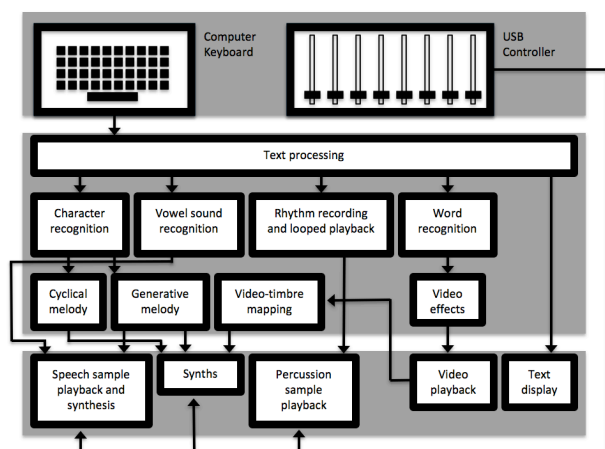 Computer
Keyboard
USB
Controller
Text processing
Character
recognition
Vowel sound
recognition
Rhythm recording
and looped playback
Word
recognition
Cyclical
melody
Generative
melody
Video-timbre
mapping
Video
effects
Speech sample
playback and
synthesis
Synths
Percussion
sample
playback
Video
playback
Text
display